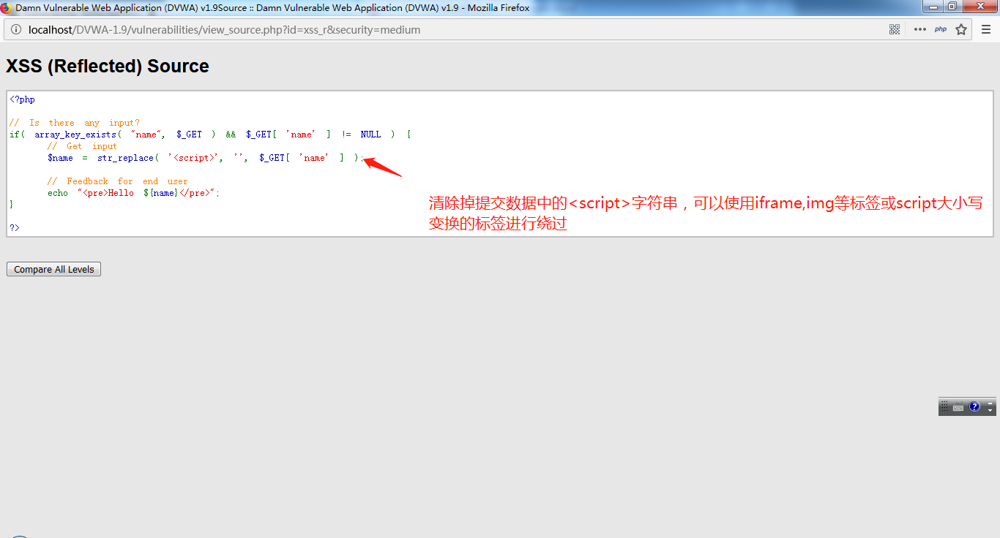 Damn Vulnerable Web Application (DVWA) v1.9Source :: Damn Vulnerable Web Application (DVWA) v1.9 - Mozilla Firefox
localhost/DVWA-1.9/vulnerabilities/view_source.php?id=xss_r&security=medium
php
XSS (Reflected) Source
<?php
// Is there any input?
if( array_key_exists( "name", $_GET ) && $_GET[ 'name' ] != NULL ) {
// Get input
$name = str_replace( '<script>', '', $_GET[ 'name' ] );
// Feedback for end user
echo "<pre>Hello ${name}</pre>";
}
?>
清除掉提交数据中的<script>字符串，可以使用iframe,img等标签或script大小写
变换的标签进行绕过
Compare All Levels
?